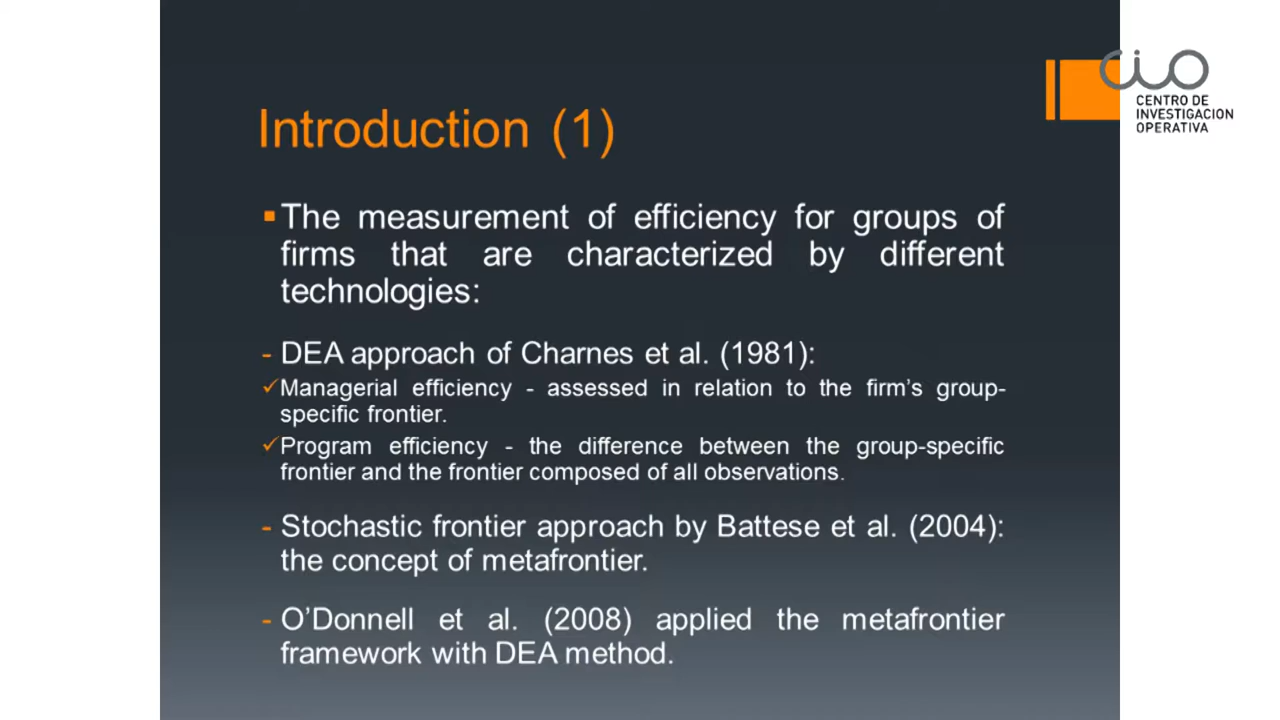 cio
CENTRO DE
INVESTIGACION
OPERATIVA
Introduction (1)
▪The measurement of efficiency for groups of
firms that are characterized by different
technologies:
- DEA approach of Charnes et al. (1981):
✓Managerial efficiency - assessed in relation to the firm’s group-
specific frontier.
✓Program efficiency - the difference between the group-specific
frontier and the frontier composed of all observations.
- Stochastic frontier approach by Battese et al. (2004):
the concept of metafrontier.
- O’Donnell et al. (2008) applied the metafrontier
framework with DEA method.